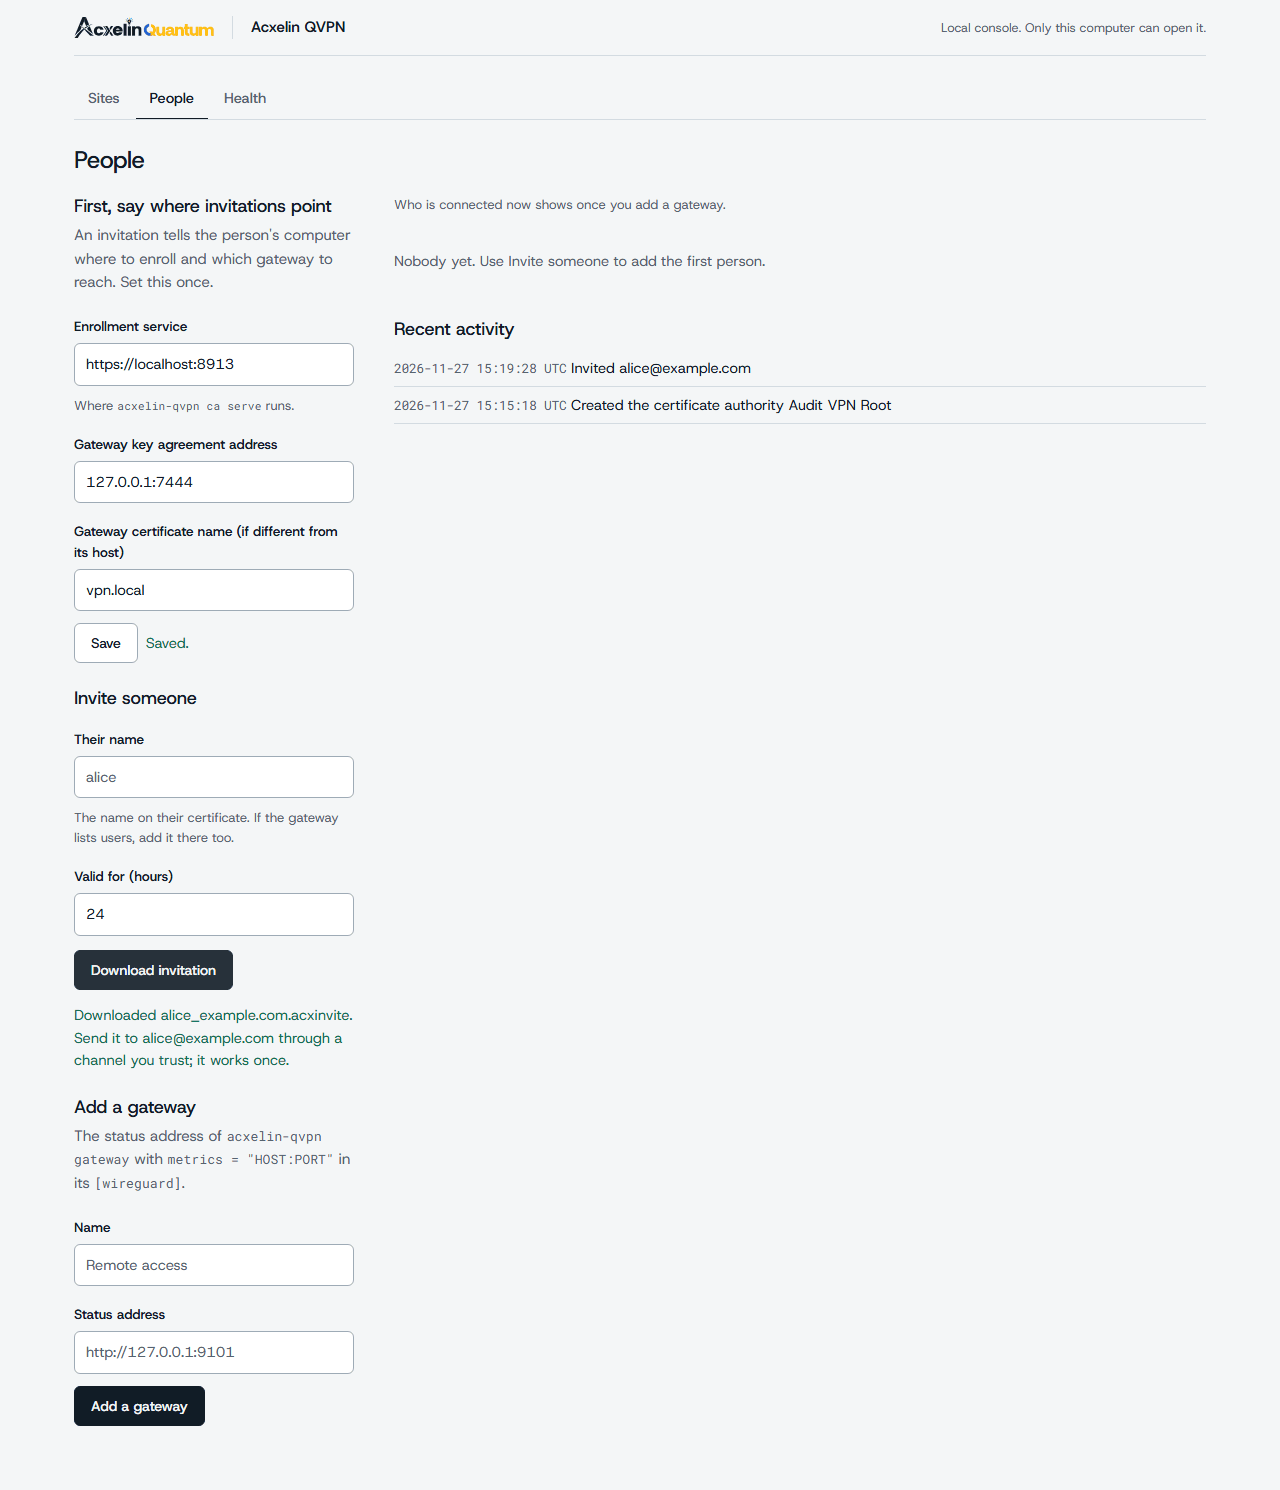 Acxelin Quantum
Acxelin QVPN
Local console. Only this computer can open it.
Sites
People
Health
People
First, say where invitations point
An invitation tells the person's computer
where to enroll and which gateway to
reach. Set this once.
Enrollment service
https://localhost:8913
Where acxelin-qvpn ca serve runs.
Gateway key agreement address
127.0.0.1:7444
Gateway certificate name (if different from
its host)
vpn.local
Save
Saved.
Invite someone
Their name
alice
The name on their certificate. If the gateway
lists users, add it there too.
Valid for (hours)
24
Download invitation
Downloaded alice_example.com.acxinvite.
Send it to alice@example.com through a
channel you trust; it works once.
Add a gateway
The status address of acxelin-qvpn
gateway with metrics = "HOST:PORT" in
its [wireguard].
Name
Remote access
Status address
http://127.0.0.1:9101
Add a gateway
Who is connected now shows once you add a gateway.
Nobody yet. Use Invite someone to add the first person.
Recent activity
2026-11-27 15:19:28 UTC Invited alice@example.com
2026-11-27 15:15:18 UTC Created the certificate authority Audit VPN Root